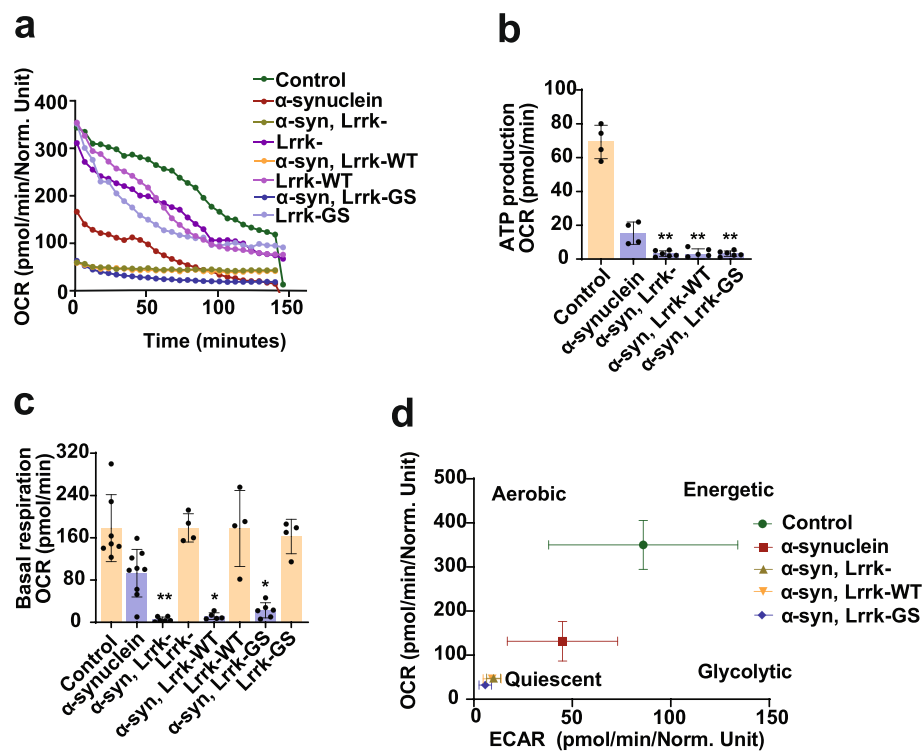 a
OCR (pmol/min/Norm. Unit)
400
300
200
100
0
0
50
100
150
Time (minutes)
Control
α-synuclein
α-syn, Lrrk-
Lrrk-
α-syn, Lrrk-WT
Lrrk-WT
α-syn, Lrrk-GS
Lrrk-GS
b
ATP production
OCR (pmol/min)
100
80
60
40
20
0
**
**
**
Control
α-synuclein
α-syn, Lrrk-
α-syn, Lrrk-WT
α-syn, Lrrk-GS
c
Basal respiration
OCR (pmol/min)
320
240
160
80
0
**
*
*
Control
α-synuclein
α-syn, Lrrk-
Lrrk-
α-syn, Lrrk-WT
Lrrk-WT
α-syn, Lrrk-GS
Lrrk-GS
d
OCR (pmol/min/Norm. Unit)
500
400
300
200
100
0
Aerobic
Energetic
Quiescent
Glycolytic
0
50
100
150
ECAR (pmol/min/Norm. Unit)
Control
α-synuclein
α-syn, Lrrk-
α-syn, Lrrk-WT
α-syn, Lrrk-GS